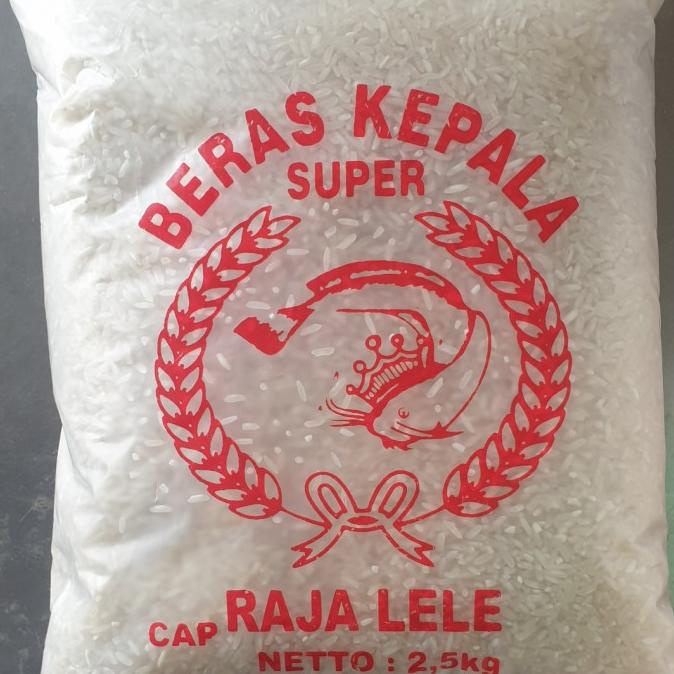 BERAS KEPALA
SUPER
CAP RAJA LELE
NETTO : 2,5kg